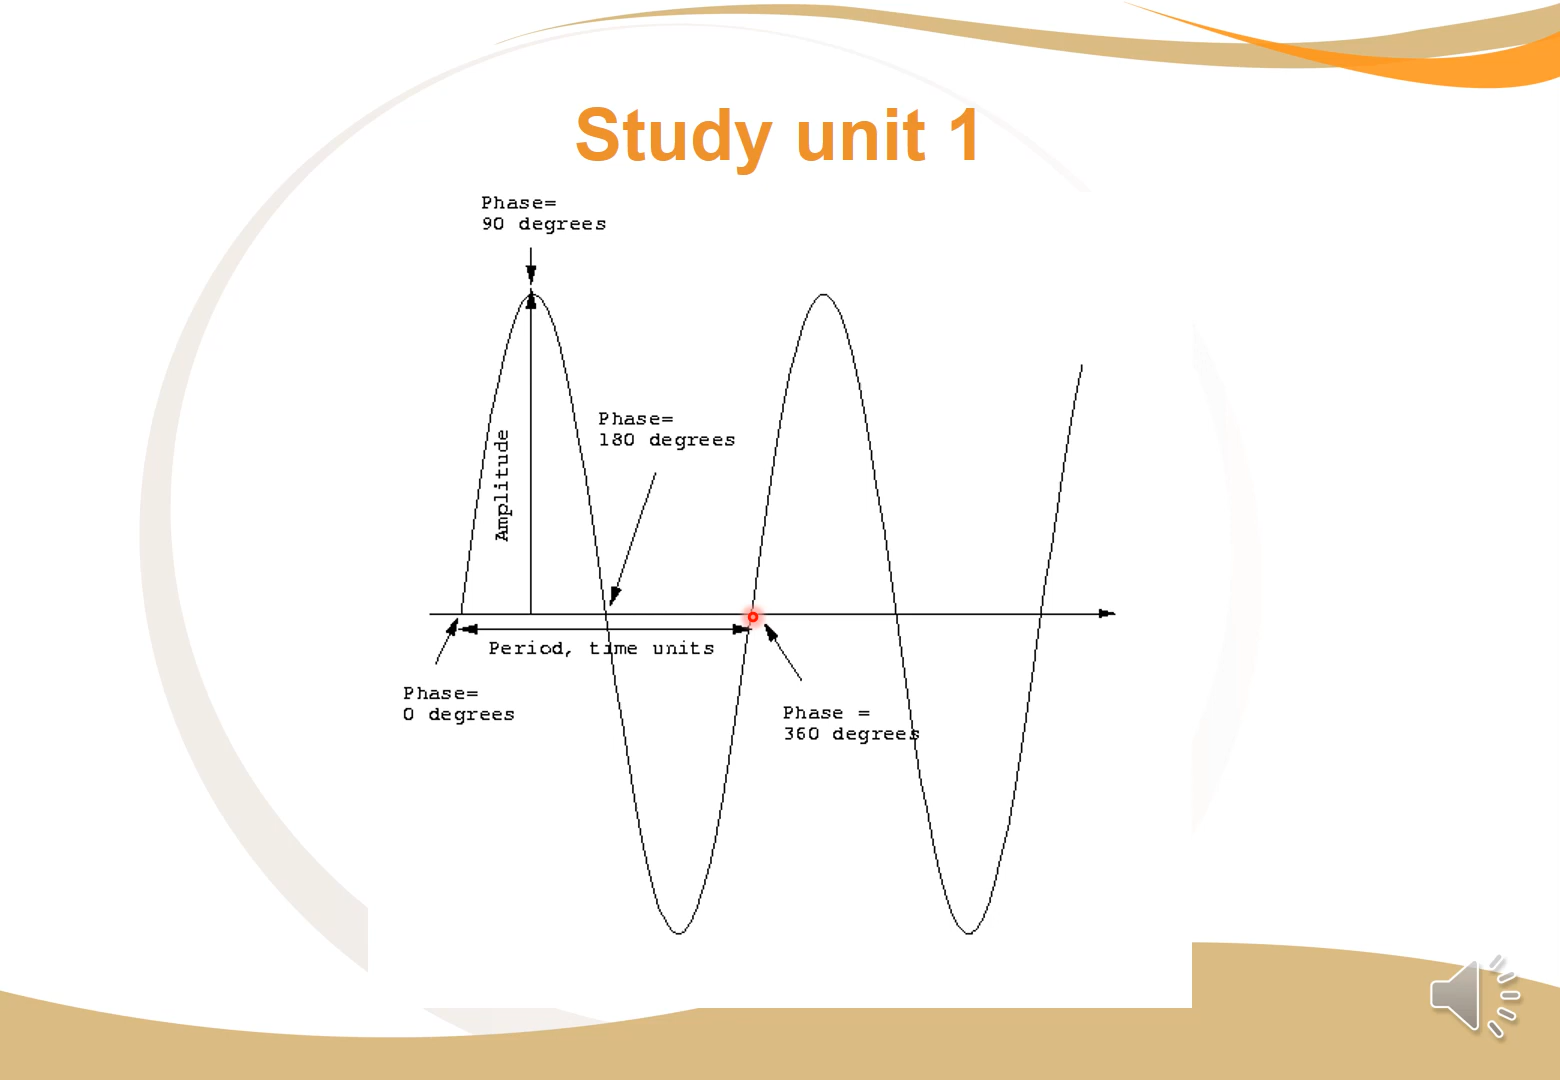 Study unit 1
Phase=
90 degrees
Phase=
180 degrees
Amplitude
Period, time units
Phase=
0 degrees
Phase =
360 degrees